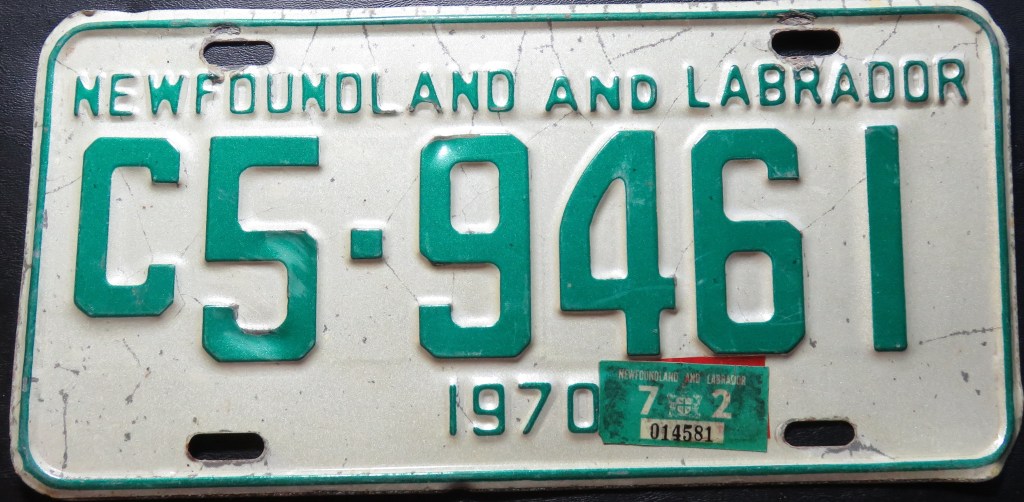 NEWFOUNDLAND AND LABRADOR
C5·9461
1970
NEWFOUNDLAND AND LABRADOR
7 2
014581